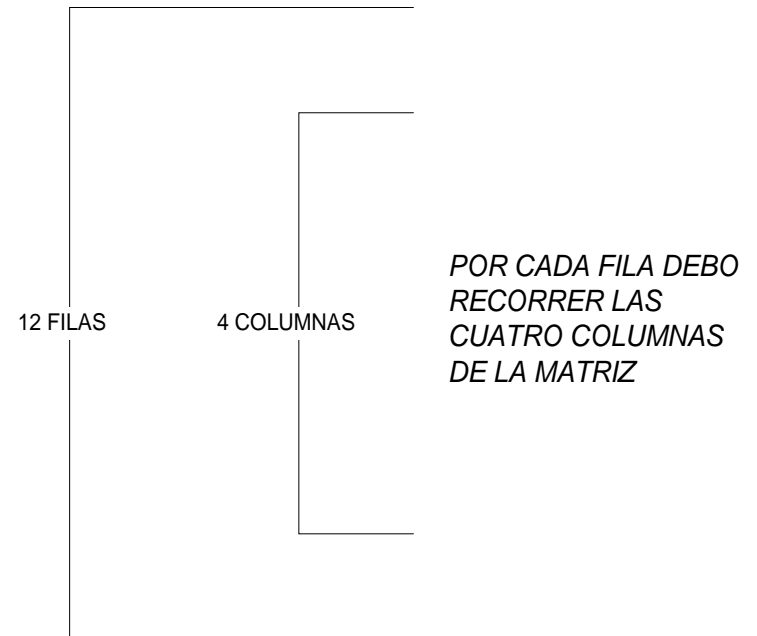 12 FILAS
4 COLUMNAS
POR CADA FILA DEBO
RECORRER LAS
CUATRO COLUMNAS
DE LA MATRIZ